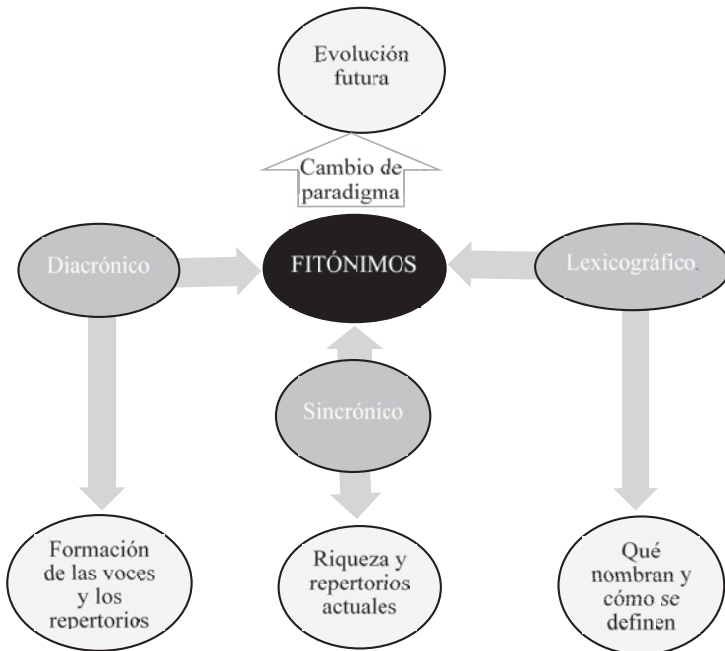 Evolución
futura
Cambio de
paradigma
Diacrónico
FITÓNIMOS
Lexicográfico.
Sincrónico
Formación
de las voces
y los
repertorios
Riqueza y
repertorios
actuales
Qué
nombran y
cómo se
definen